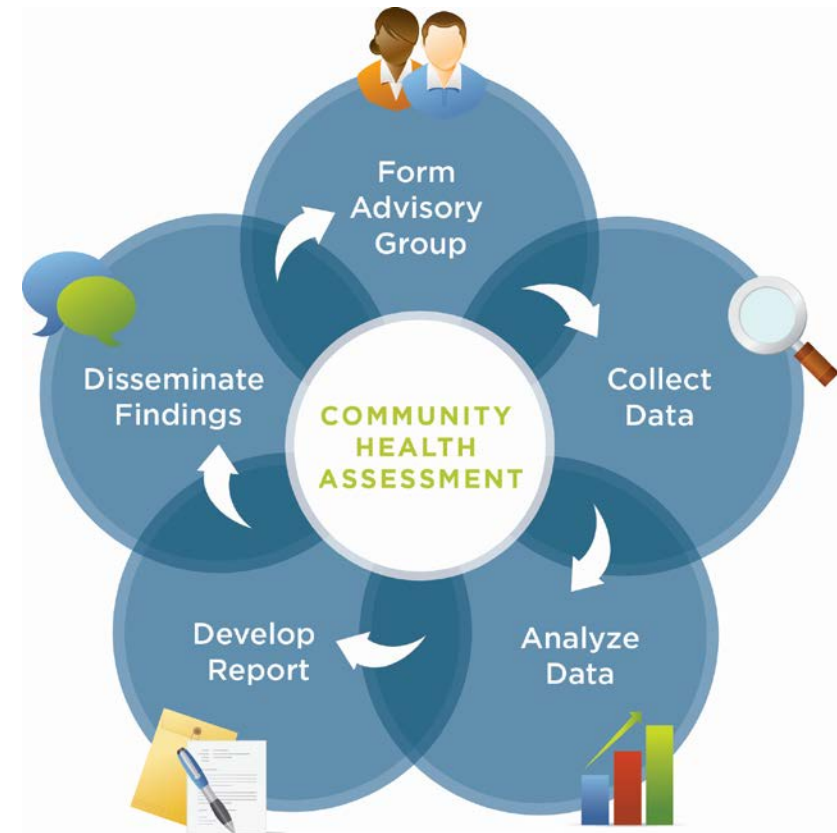 Form
Advisory
Group
Collect
Data
Analyze
Data
Develop
Report
Disseminate
Findings
COMMUNITY
HEALTH
ASSESSMENT